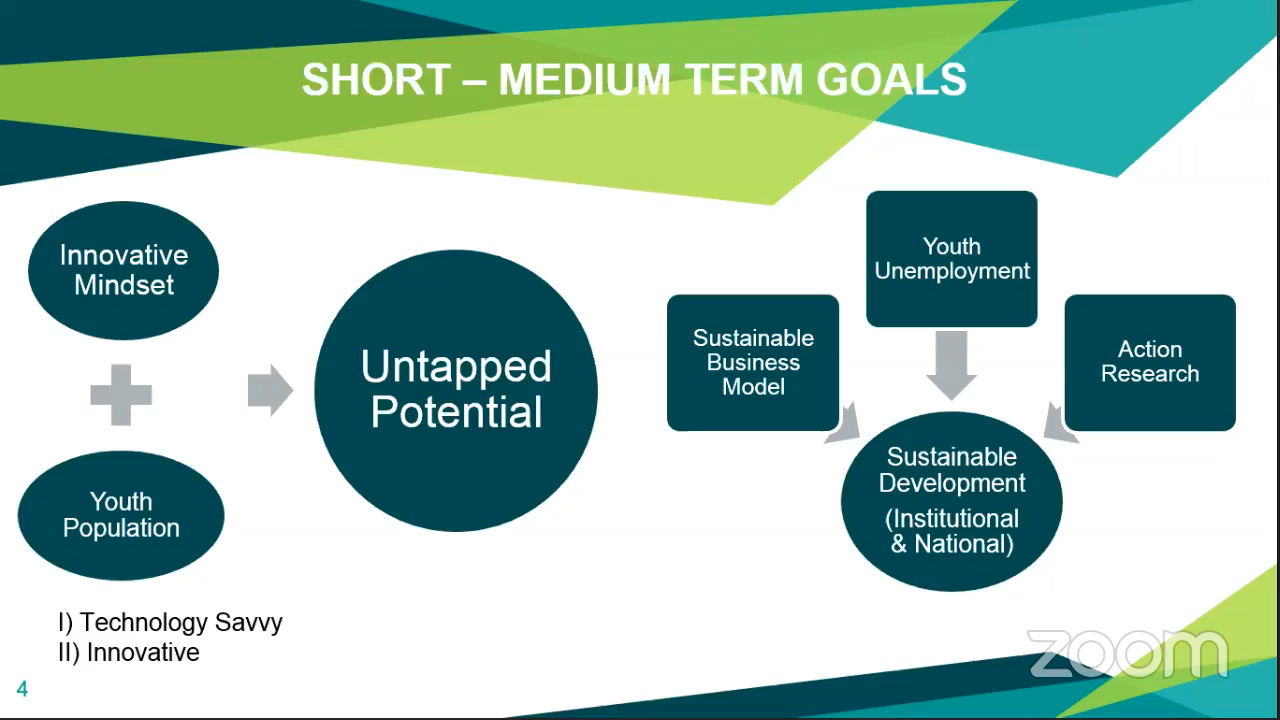 SHORT – MEDIUM TERM GOALS
Innovative
Mindset
Youth
Population
Untapped
Potential
I) Technology Savvy
II) Innovative
Sustainable
Business
Model
Youth
Unemployment
Action
Research
Sustainable
Development
(Institutional
& National)
zoom
4